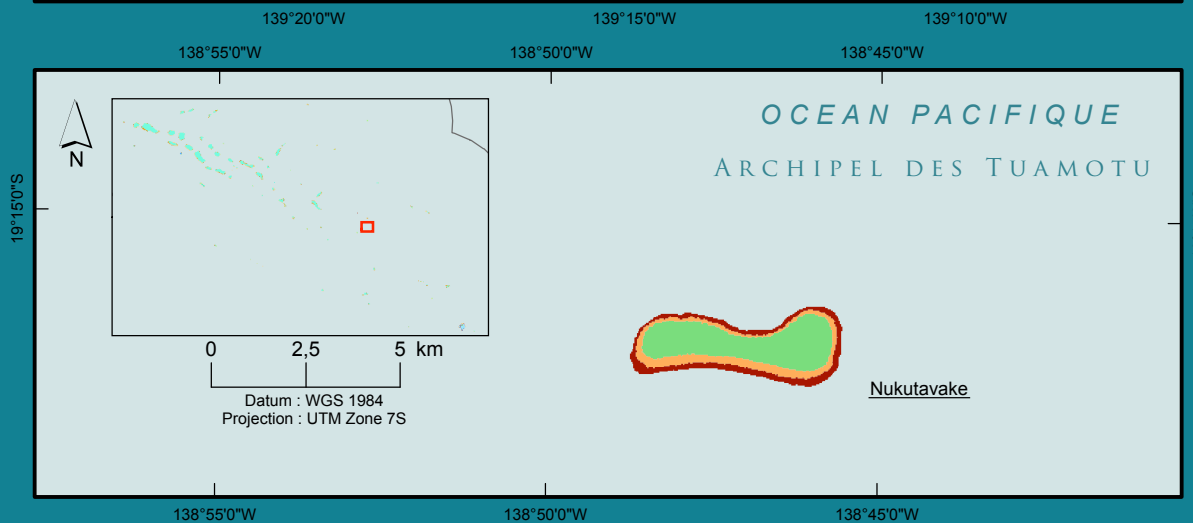 139°20'0"W 139°15'0"W 139°10'0"W
138°55'0"W 138°50'0"W 138°45'0"W
OCEAN PACIFIQUE
ARCHIPEL DES TUAMOTU
N
19°15'0"S
0 2,5 5 km
Datum : WGS 1984
Projection : UTM Zone 7S
Nukutavake
138°55'0"W 138°50'0"W 138°45'0"W